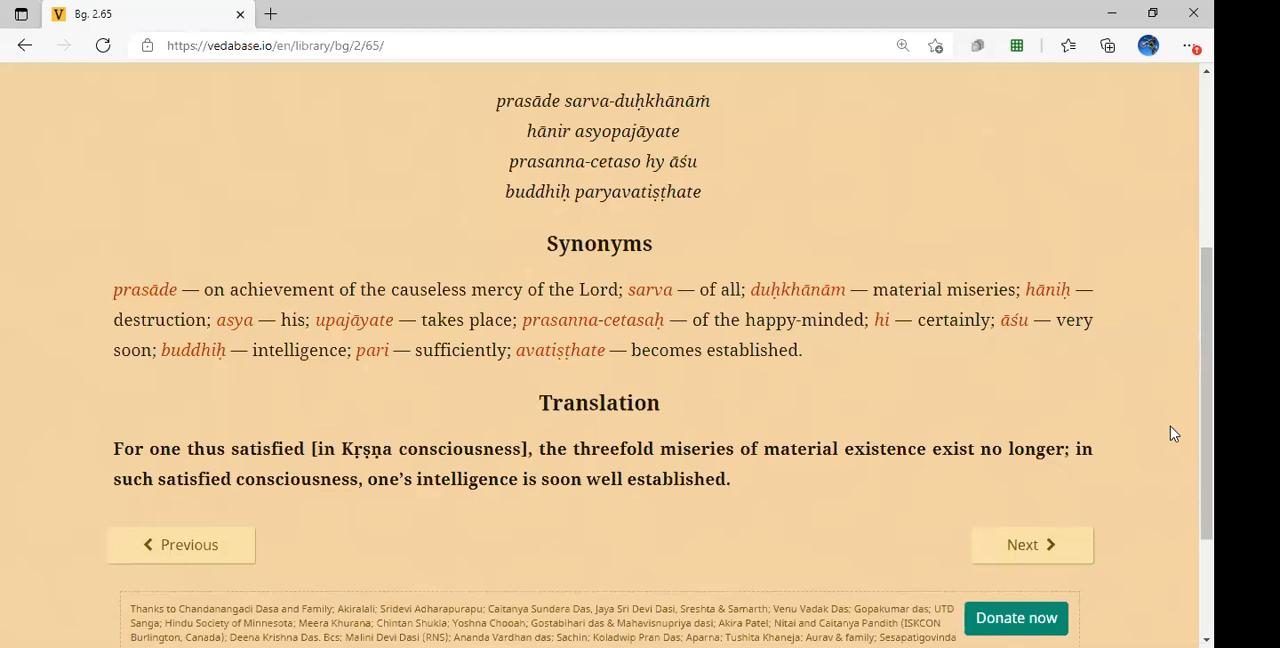 Bg. 2.65
https://vedabase.io/en/library/bg/2/65/
prasāde sarva-duḥkhānāṁ
hānir asyopajāyate
prasanna-cetaso hy āśu
buddhiḥ paryavatiṣṭhate
Synonyms
prasāde — on achievement of the causeless mercy of the Lord; sarva — of all; duḥkhānām — material miseries; hāniḥ —
destruction; asya — his; upajāyate — takes place; prasanna-cetasaḥ — of the happy-minded; hi — certainly; āśu — very
soon; buddhiḥ — intelligence; pari — sufficiently; avatiṣṭhate — becomes established.
Translation
For one thus satisfied [in Kṛṣṇa consciousness], the threefold miseries of material existence exist no longer; in
such satisfied consciousness, one’s intelligence is soon well established.
Previous
Next
Thanks to Chandanangadi Dasa and Family; Akiralali; Sridevi Adharapurapu; Caitanya Sundara Das, Jaya Sri Devi Dasi, Sreshta & Samarth; Venu Vadak Das; Gopakumar das; UTD
Sanga; Hindu Society of Minnesota; Meera Khurana; Chintan Shukla; Yoshna Chooah; Gostabihari das & Mahavisnupriya dasi; Akira Patel; Nitai and Caitanya Pandith (ISKCON
Burlington, Canada); Deena Krishna Das. Bcs; Malini Devi Dasi (RNS); Ananda Vardhan das; Sachin; Koladwip Pran Das; Aparna; Tushita Khaneja; Aurav & family; Sesapatigovinda
Donate now